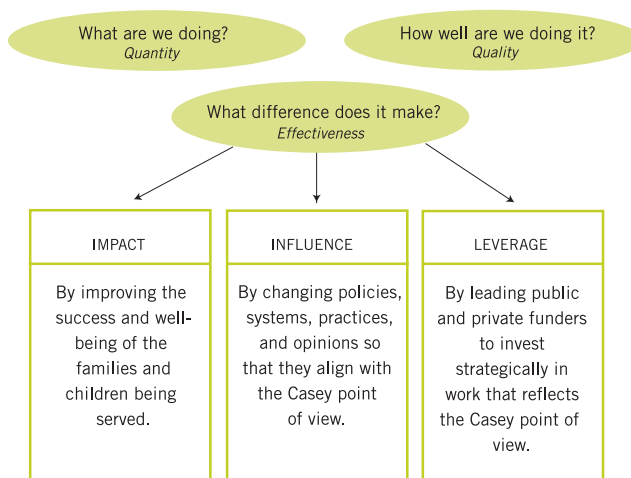 What are we doing?
Quantity
How well are we doing it?
Quality
What difference does it make?
Effectiveness
IMPACT
By improving the
success and well-
being of the
families and
children being
served.
INFLUENCE
By changing policies,
systems, practices,
and opinions so
that they align with
the Casey point
of view.
LEVERAGE
By leading public
and private funders
to invest
strategically in
work that reflects
the Casey point of
view.